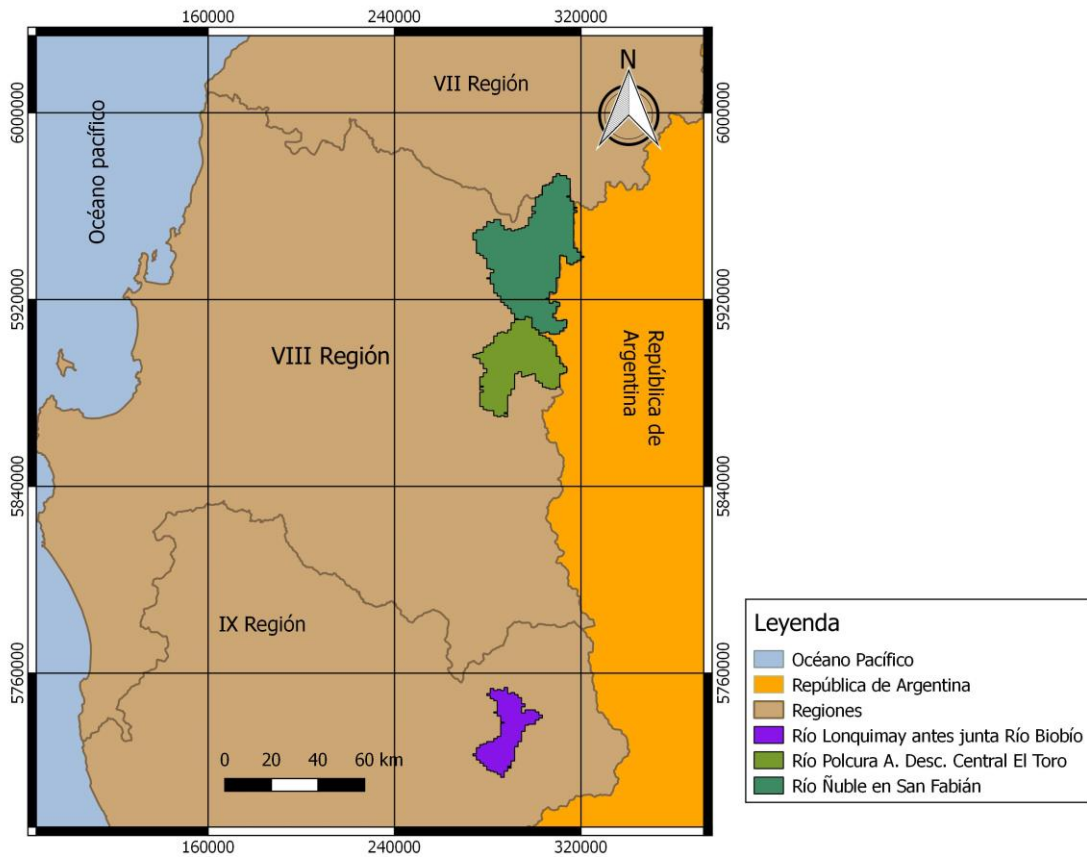 160000 240000 320000
VII Región
N
6000000 6000000
Océano pacífico
5920000 5920000
VIII Región
República de
Argentina
5840000 5840000
IX Región
5760000 5760000
0 20 40 60 km
160000 240000 320000
Leyenda
Océano Pacífico
República de Argentina
Regiones
Río Lonquimay antes junta Río Biobío
Río Polcura A. Desc. Central El Toro
Río Ñuble en San Fabián